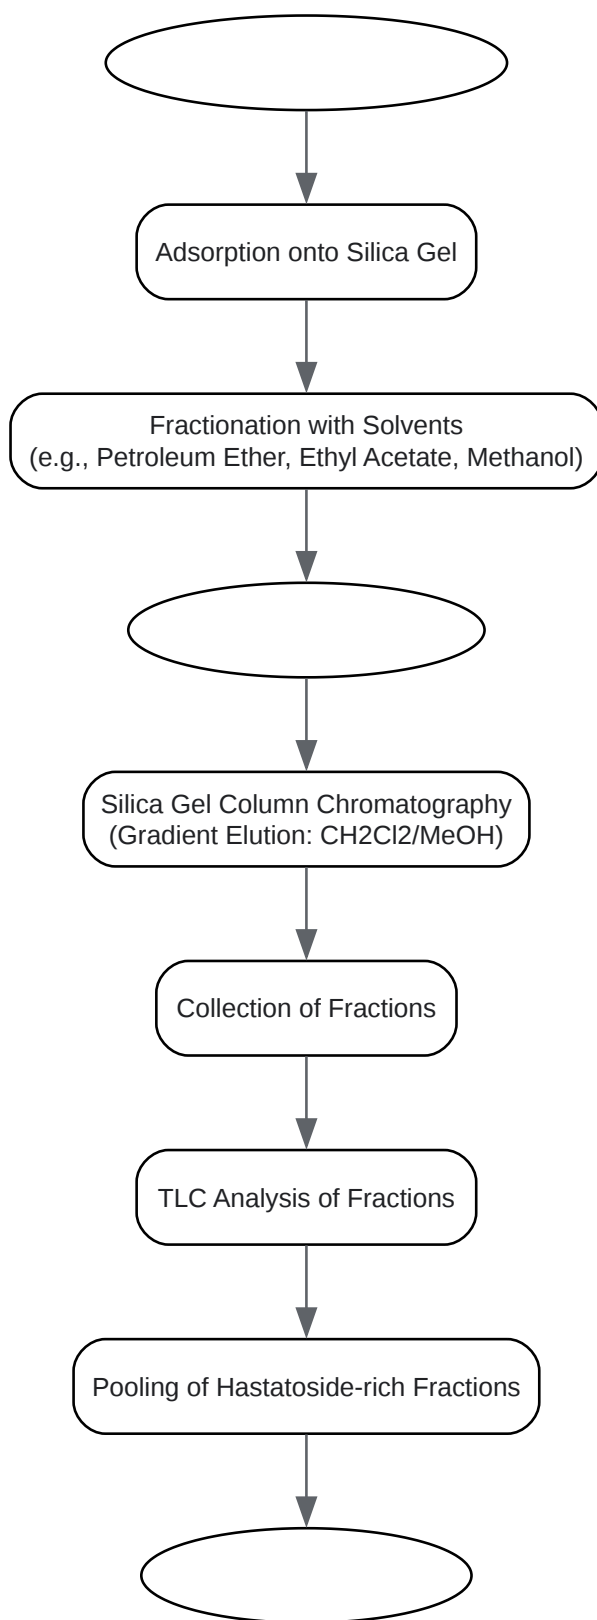 Adsorption onto Silica Gel
Fractionation with Solvents
(e.g., Petroleum Ether, Ethyl Acetate, Methanol)
Silica Gel Column Chromatography
(Gradient Elution: CH2Cl2/MeOH)
Collection of Fractions
TLC Analysis of Fractions
Pooling of Hastatoside-rich Fractions